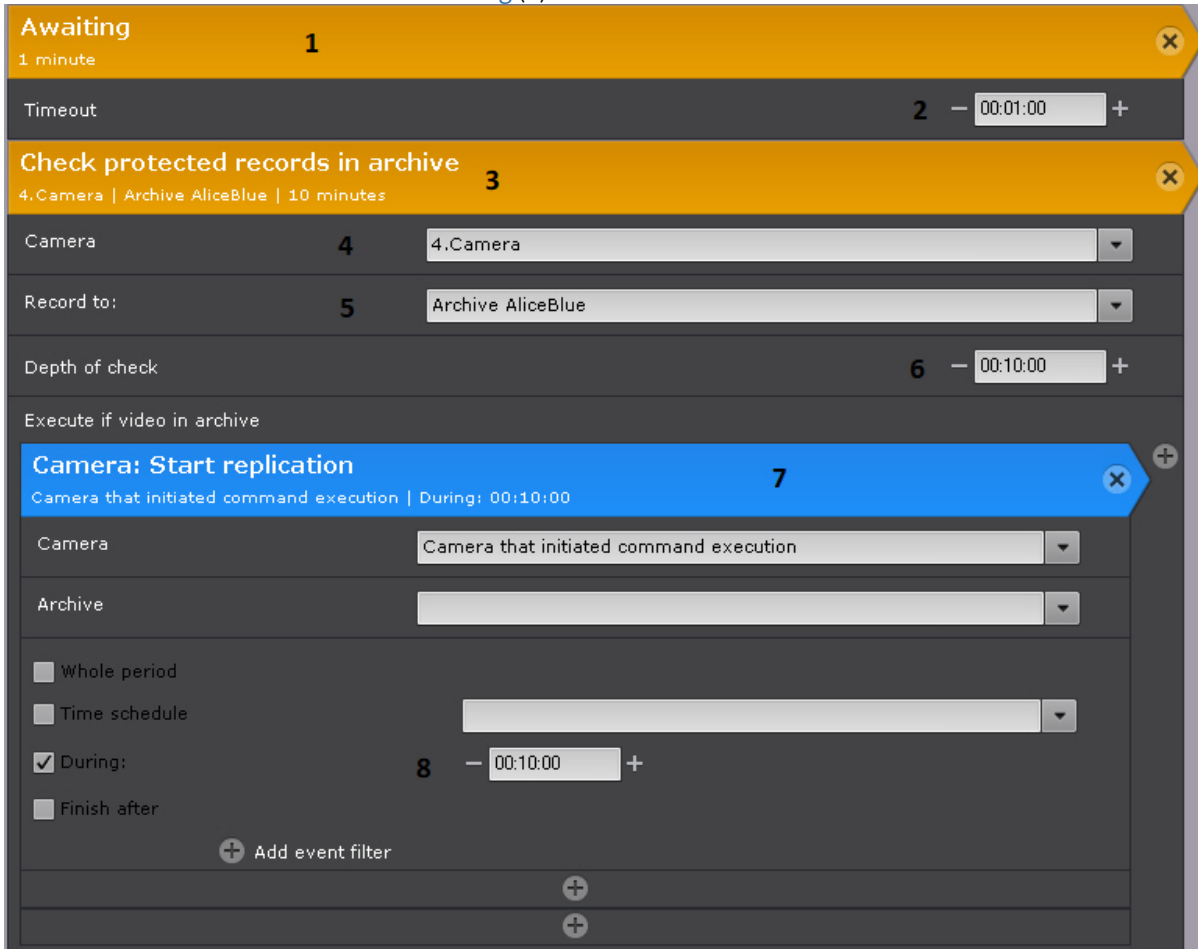 Awaiting
1
1 minute
Timeout 2 − 00:01:00 +
Check protected records in archive
3
4.Camera | Archive AliceBlue | 10 minutes
Camera 4 4.Camera
Record to: 5 Archive AliceBlue
Depth of check 6 − 00:10:00 +
Execute if video in archive
Camera: Start replication
7
Camera that initiated command execution | During: 00:10:00
Camera Camera that initiated command execution
Archive
Whole period
Time schedule
During: 8 − 00:10:00 +
Finish after
Add event filter